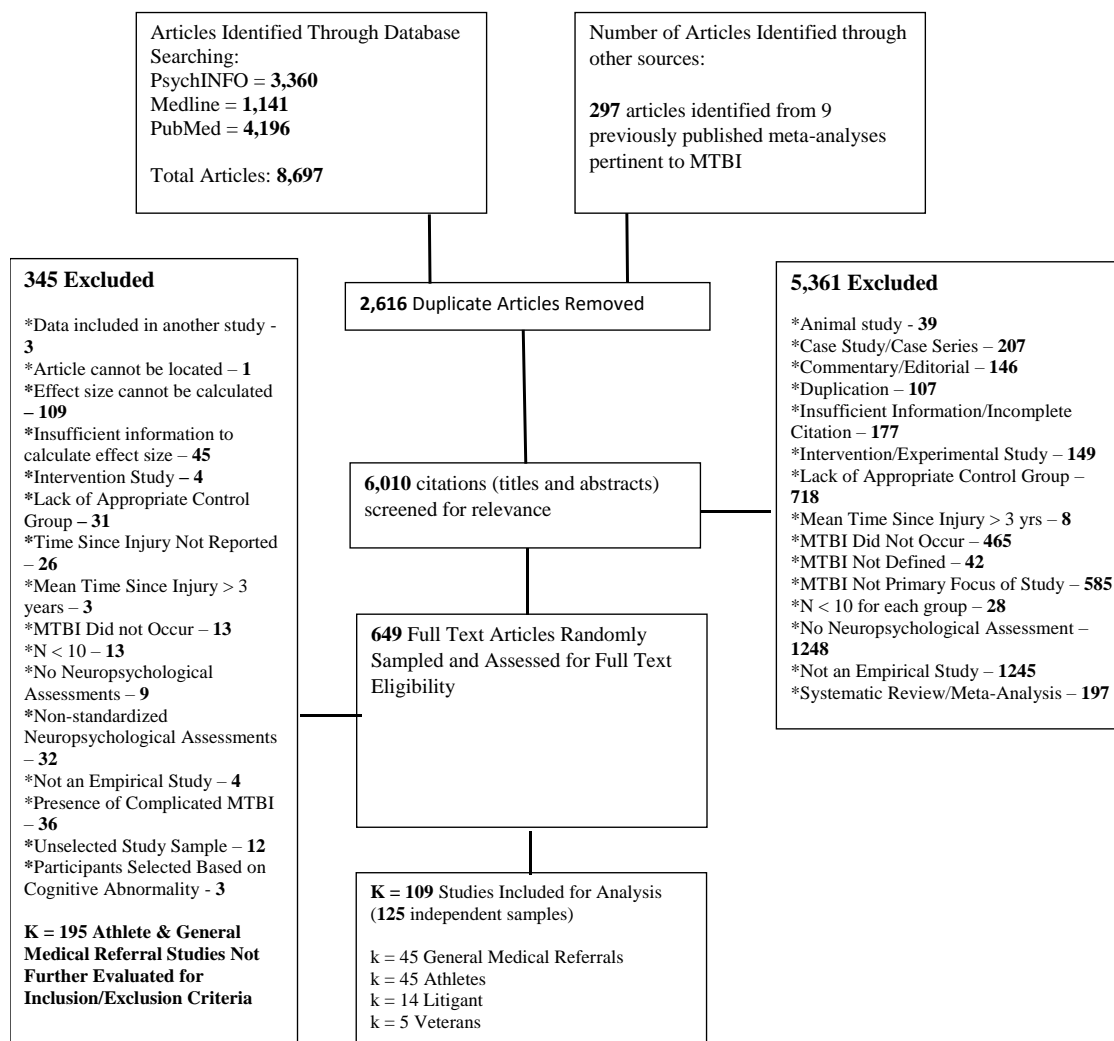 Articles Identified Through Database
Searching:
PsychINFO = 3,360
Medline = 1,141
PubMed = 4,196
Total Articles: 8,697
Number of Articles Identified through
other sources:
297 articles identified from 9
previously published meta-analyses
pertinent to MTBI
2,616 Duplicate Articles Removed
345 Excluded
*Data included in another study -
3
*Article cannot be located – 1
*Effect size cannot be calculated
– 109
*Insufficient information to
calculate effect size – 45
*Intervention Study – 4
*Lack of Appropriate Control
Group – 31
*Time Since Injury Not Reported
– 26
*Mean Time Since Injury > 3
years – 3
*MTBI Did not Occur – 13
*N < 10 – 13
*No Neuropsychological
Assessments – 9
*Non-standardized
Neuropsychological Assessments
– 32
*Not an Empirical Study – 4
*Presence of Complicated MTBI
– 36
*Unselected Study Sample – 12
*Participants Selected Based on
Cognitive Abnormality - 3
K = 195 Athlete & General
Medical Referral Studies Not
Further Evaluated for
Inclusion/Exclusion Criteria
6,010 citations (titles and abstracts)
screened for relevance
5,361 Excluded
*Animal study - 39
*Case Study/Case Series – 207
*Commentary/Editorial – 146
*Duplication – 107
*Insufficient Information/Incomplete
Citation – 177
*Intervention/Experimental Study – 149
*Lack of Appropriate Control Group –
718
*Mean Time Since Injury > 3 yrs – 8
*MTBI Did Not Occur – 465
*MTBI Not Defined – 42
*MTBI Not Primary Focus of Study – 585
*N < 10 for each group – 28
*No Neuropsychological Assessment –
1248
*Not an Empirical Study – 1245
*Systematic Review/Meta-Analysis – 197
649 Full Text Articles Randomly
Sampled and Assessed for Full Text
Eligibility
K = 109 Studies Included for Analysis
(125 independent samples)
k = 45 General Medical Referrals
k = 45 Athletes
k = 14 Litigant
k = 5 Veterans